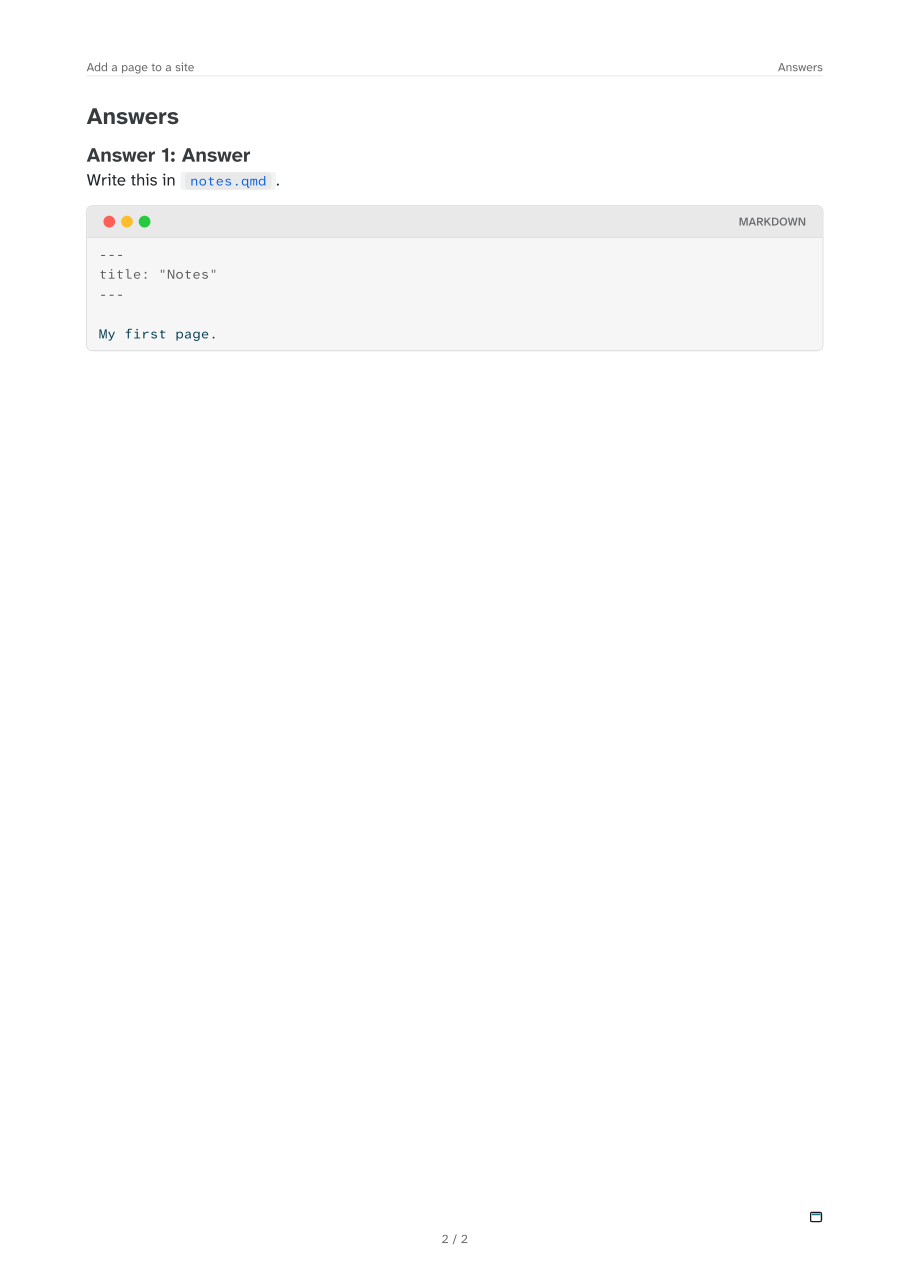 Add a page to a site
Answers
Answers
Answer 1: Answer
Write this in notes.qmd.
MARKDOWN
---
title: "Notes"
---
My first page.
2 / 2